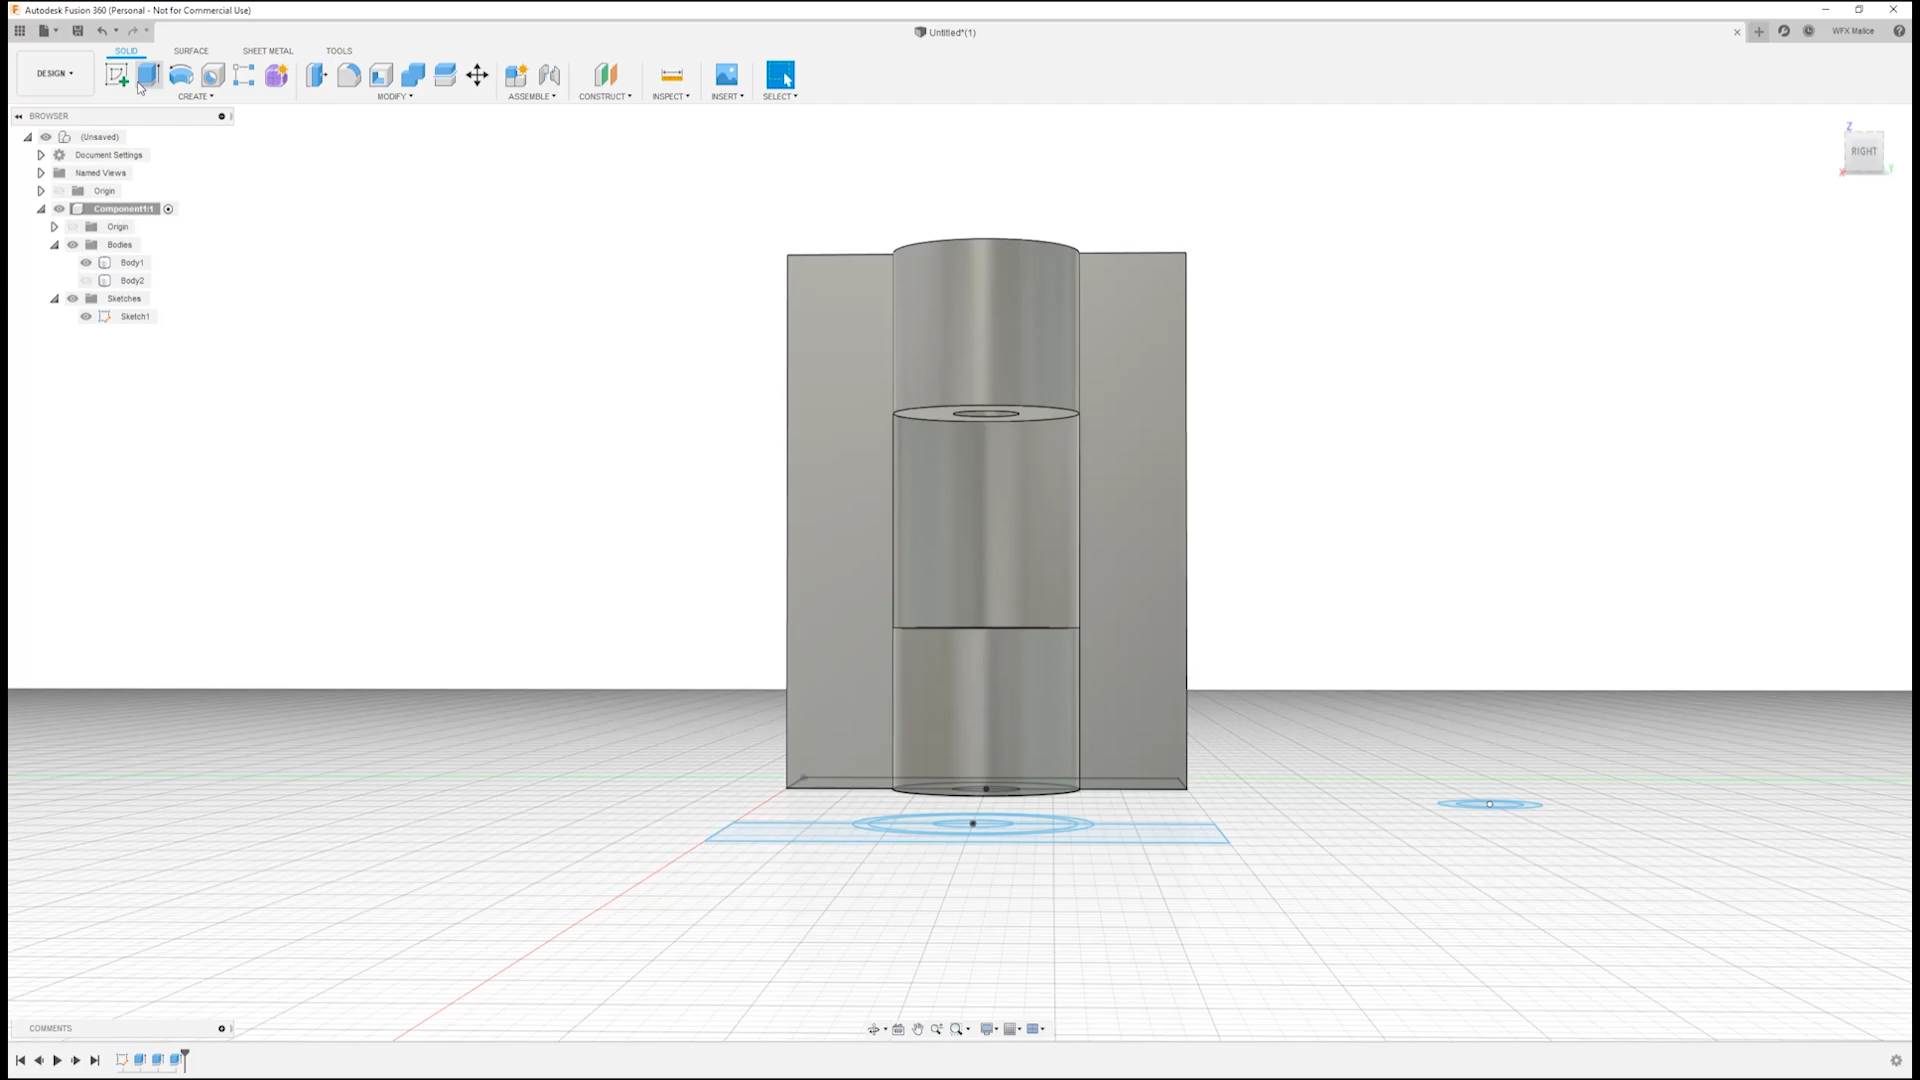 Autodesk Fusion 360 (Personal - Not for Commercial Use)
Untitled*(1)
WFX Malice
SOLID SURFACE SHEET METAL TOOLS
DESIGN
CREATE MODIFY ASSEMBLE CONSTRUCT INSPECT INSERT SELECT
BROWSER
(Unsaved)
Document Settings
Named Views
Origin
Component1:1
Origin
Bodies
Body1
Body2
Sketches
Sketch1
Z
RIGHT
X
Y
COMMENTS